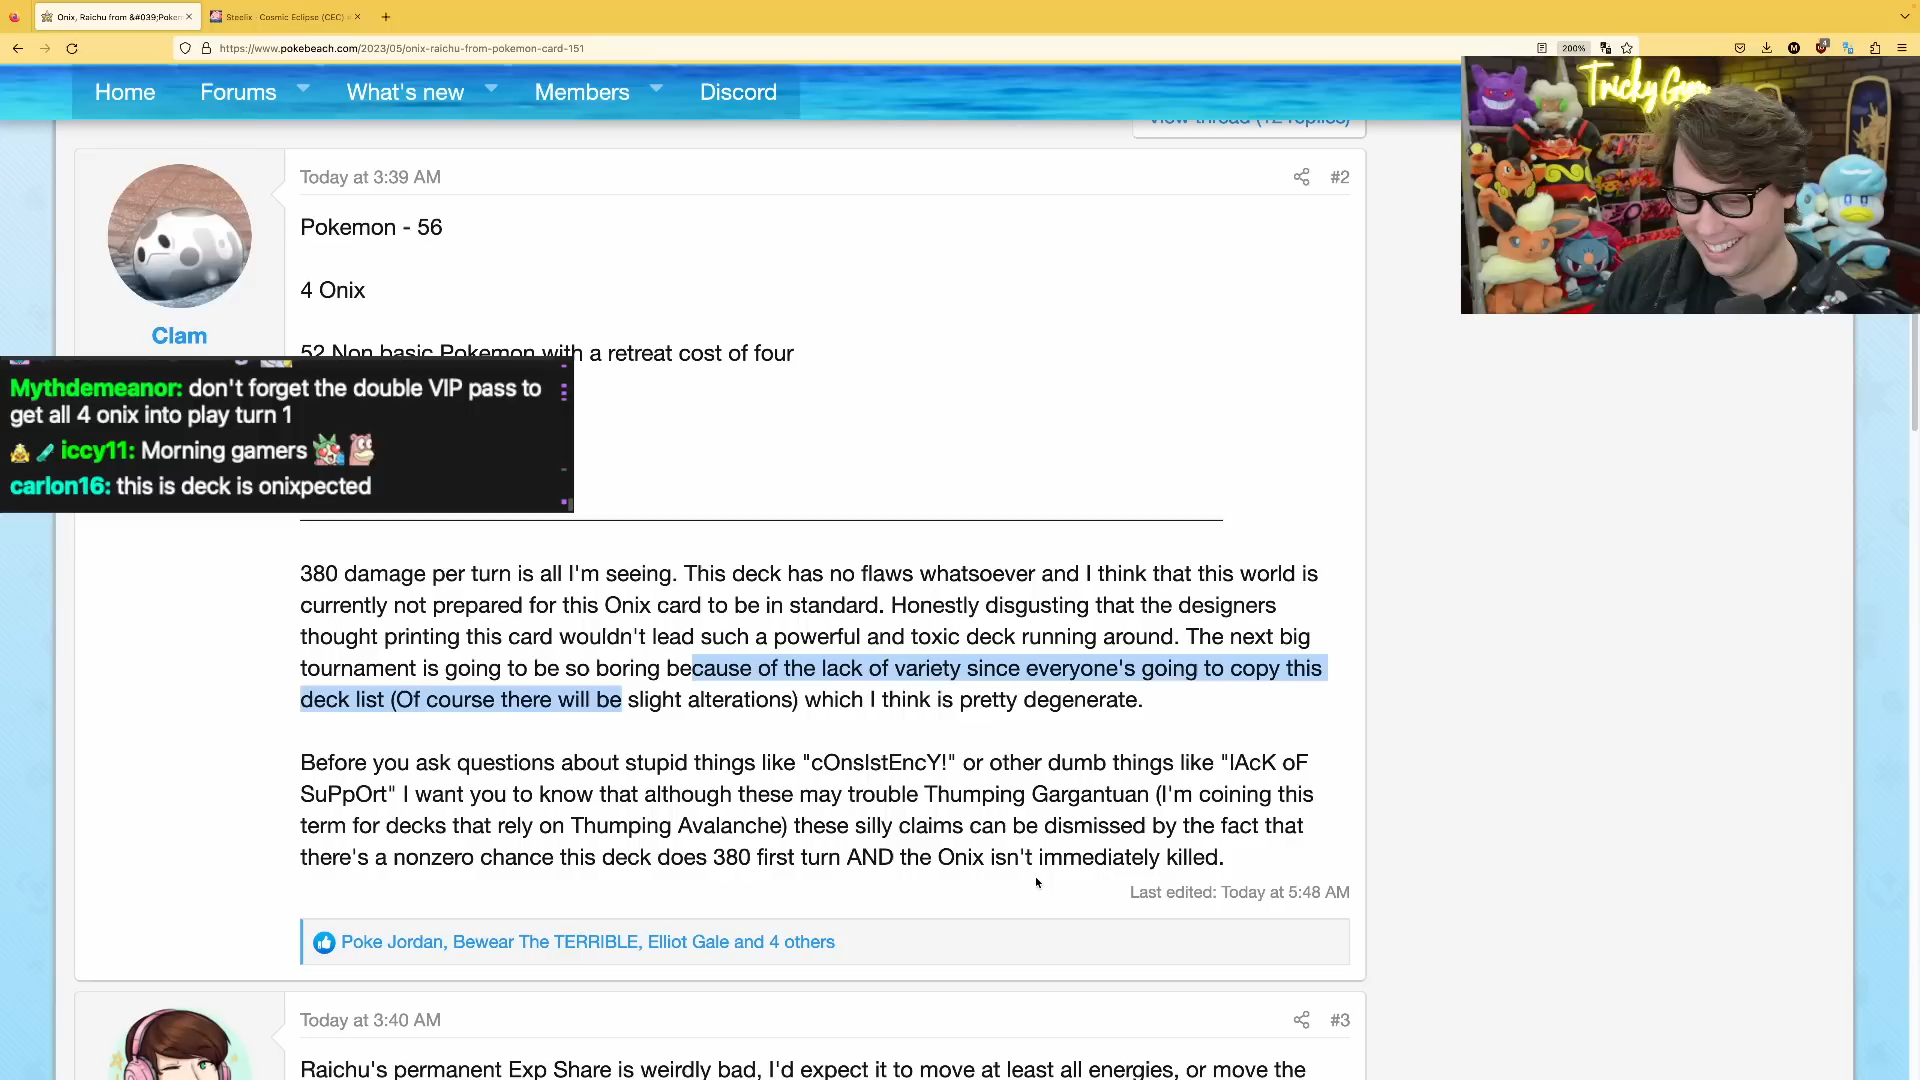 Onix, Raichu from &#039;Poken
Steelix - Cosmic Eclipse (CEC)
https://www.pokebeach.com/2023/05/onix-raichu-from-pokemon-card-151
200%
4
Home
Forums
What's new
Members
Discord
View thread (12 replies)
Tricky Gym
Today at 3:39 AM
#2
Pokemon - 56
4 Onix
Clam
52 Non basic Pokemon with a retreat cost of four
Mythdemeanor: don't forget the double VIP pass to
get all 4 onix into play turn 1
iccy11: Morning gamers
carlon16: this is deck is onixpected
380 damage per turn is all I'm seeing. This deck has no flaws whatsoever and I think that this world is
currently not prepared for this Onix card to be in standard. Honestly disgusting that the designers
thought printing this card wouldn't lead such a powerful and toxic deck running around. The next big
tournament is going to be so boring because of the lack of variety since everyone's going to copy this
deck list (Of course there will be slight alterations) which I think is pretty degenerate.
Before you ask questions about stupid things like "cOnsIstEncY!" or other dumb things like "lAcK oF
SuPpOrt" I want you to know that although these may trouble Thumping Gargantuan (I'm coining this
term for decks that rely on Thumping Avalanche) these silly claims can be dismissed by the fact that
there's a nonzero chance this deck does 380 first turn AND the Onix isn't immediately killed.
Last edited: Today at 5:48 AM
Poke Jordan, Bewear The TERRIBLE, Elliot Gale and 4 others
Today at 3:40 AM
#3
Raichu's permanent Exp Share is weirdly bad, I'd expect it to move at least all energies, or move the